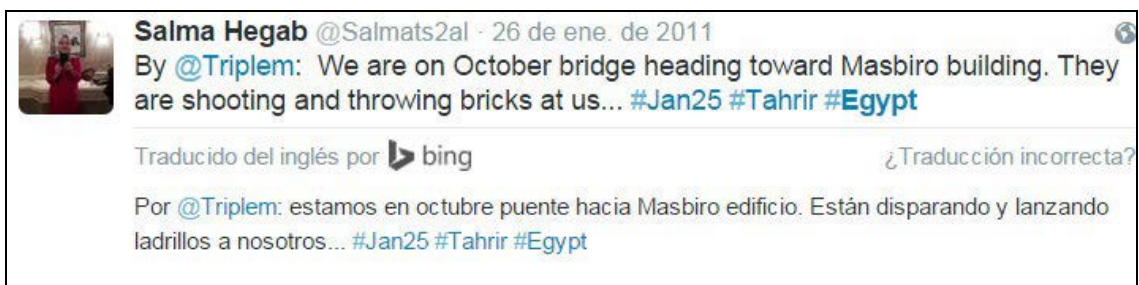 Salma Hegab @Salmats2al · 26 de ene. de 2011
By @Triplem: We are on October bridge heading toward Masbiro building. They
are shooting and throwing bricks at us... #Jan25 #Tahrir #Egypt
Traducido del inglés por bing ¿Traducción incorrecta?
Por @Triplem: estamos en octubre puente hacia Masbiro edificio. Están disparando y lanzando
ladrillos a nosotros... #Jan25 #Tahrir #Egypt